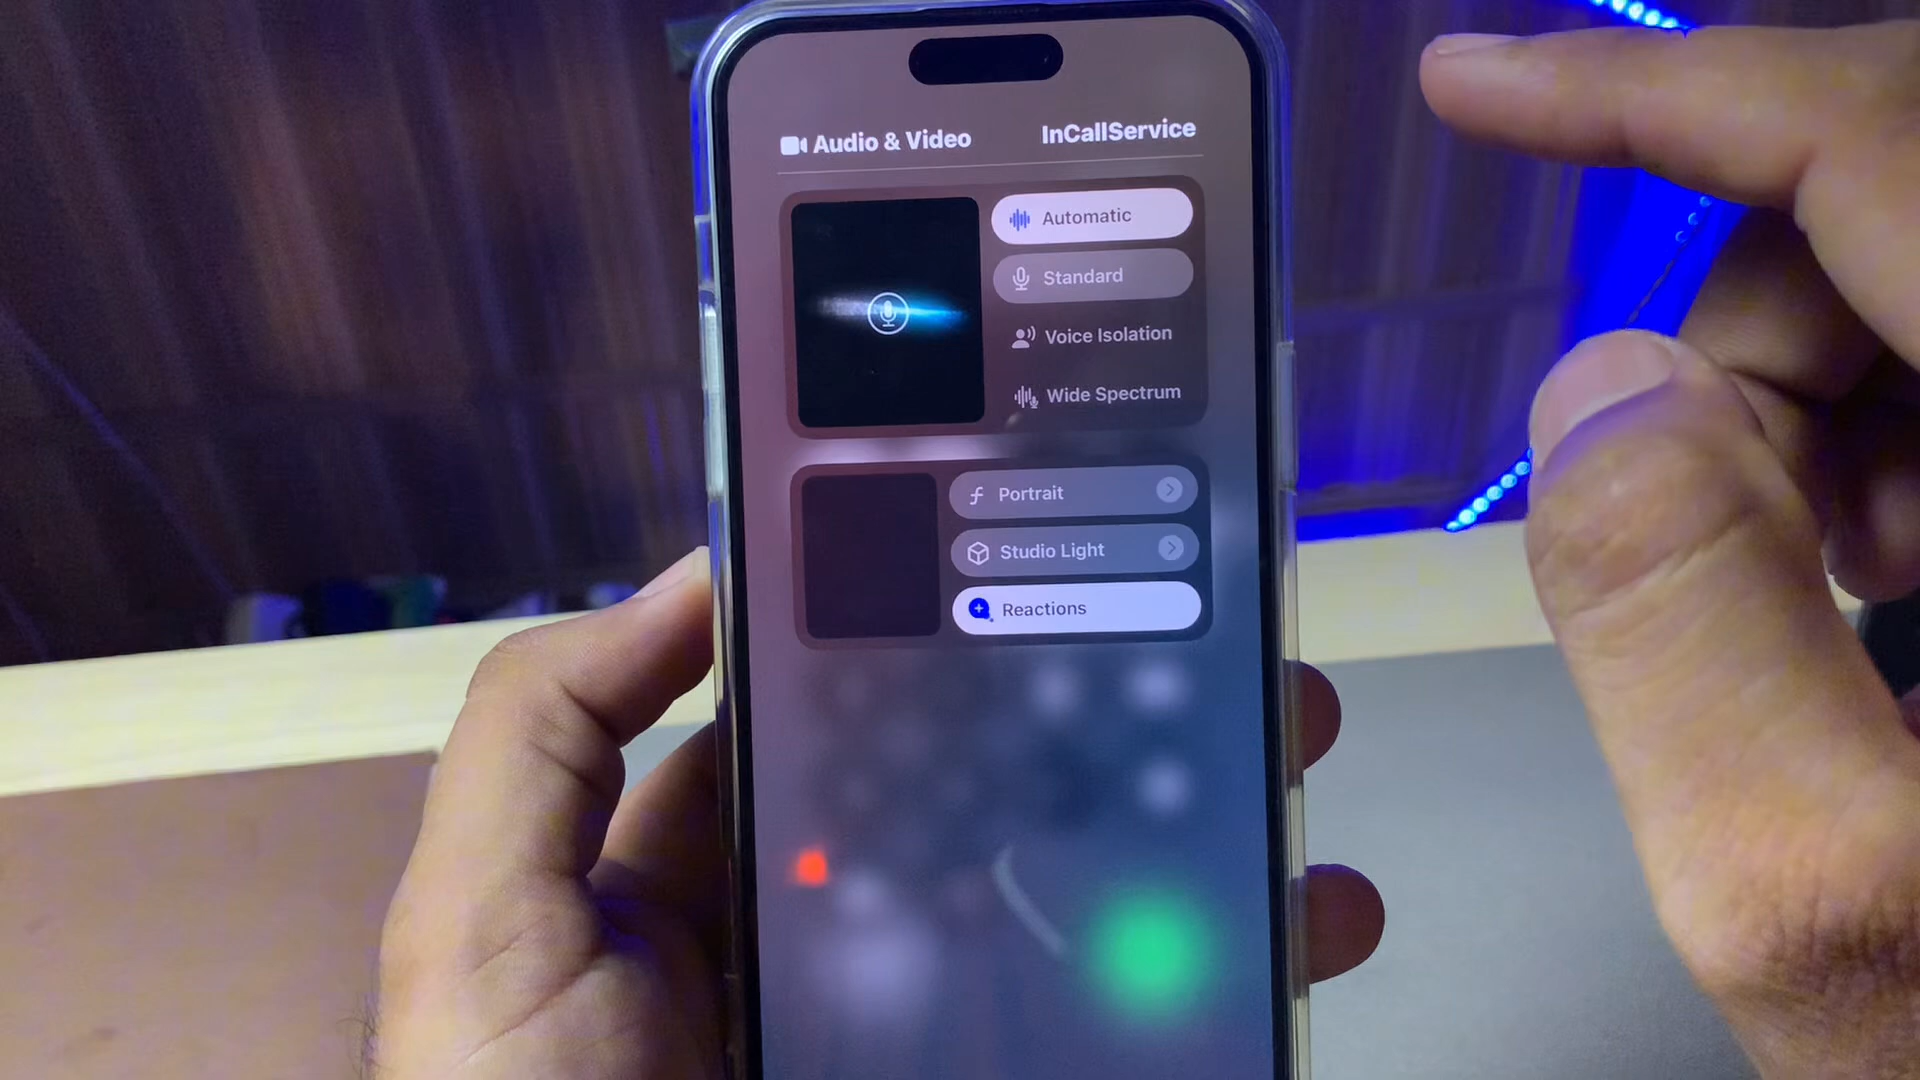 Audio & Video
InCallService
Automatic
Standard
Voice Isolation
Wide Spectrum
Portrait
Studio Light
Reactions